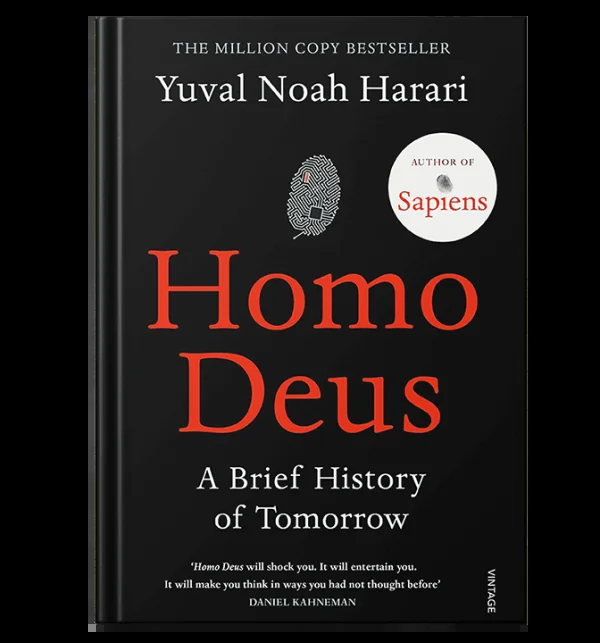 THE MILLION COPY BESTSELLER
Yuval Noah Harari
AUTHOR OF
Sapiens
Homo
Deus
A Brief History
of Tomorrow
‘Homo Deus will shock you. It will entertain you.
It will make you think in ways you had not thought before’
DANIEL KAHNEMAN
VINTAGE